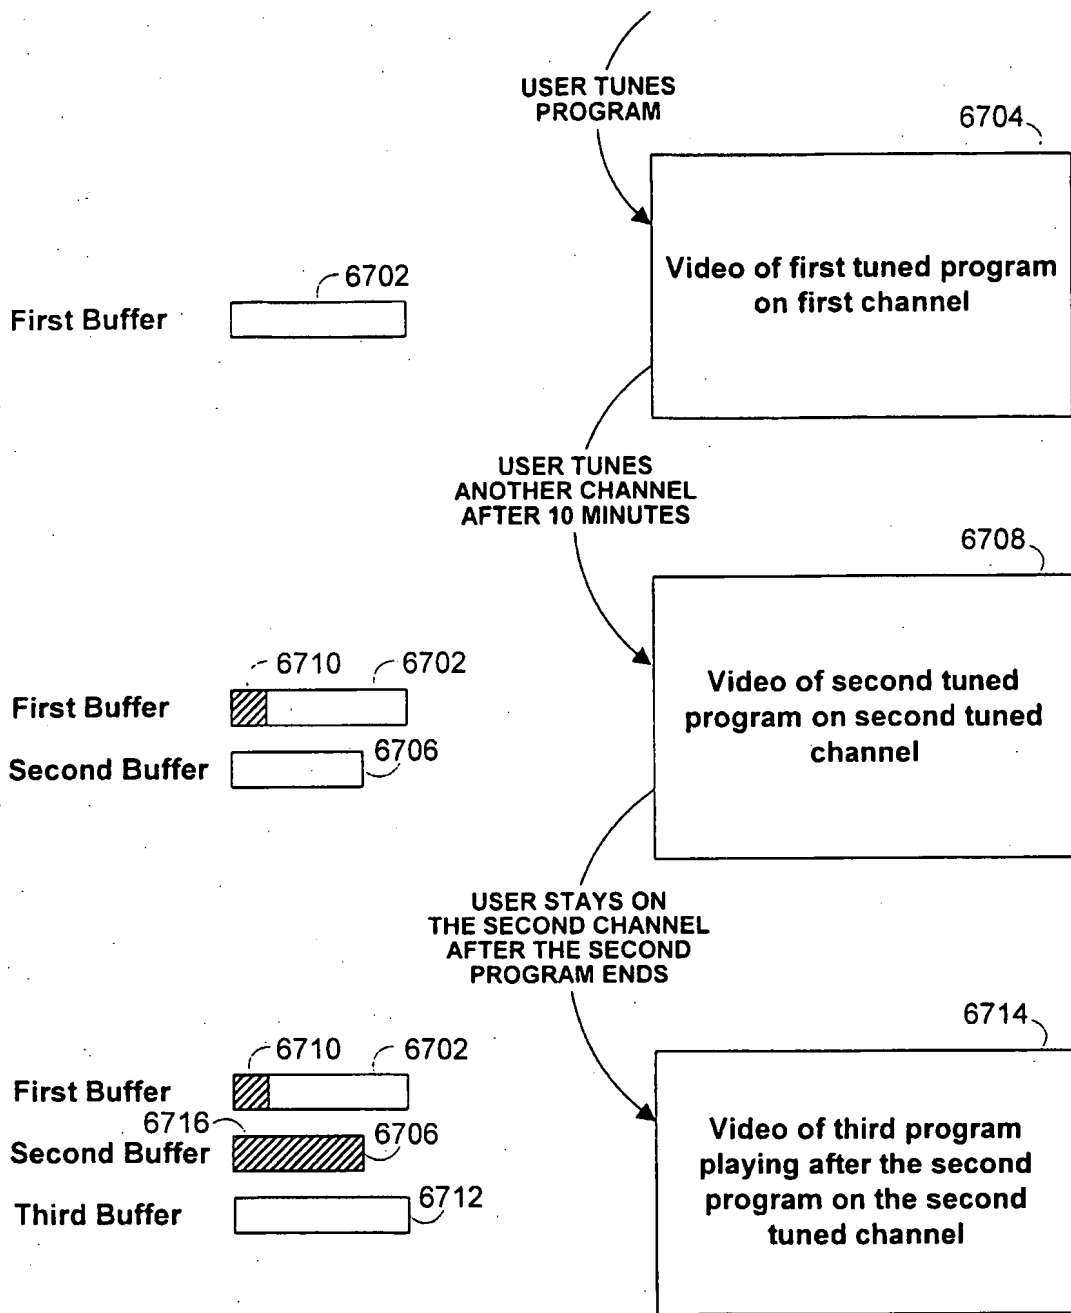 USER TUNES
PROGRAM
6704
Video of first tuned program
on first channel
6702
First Buffer
USER TUNES
ANOTHER CHANNEL
AFTER 10 MINUTES
6708
Video of second tuned
program on second tuned
channel
6710 6702
First Buffer
6706
Second Buffer
USER STAYS ON
THE SECOND CHANNEL
AFTER THE SECOND
PROGRAM ENDS
6714
Video of third program
playing after the second
program on the second
tuned channel
6710 6702
First Buffer
6716
6706
Second Buffer
6712
Third Buffer